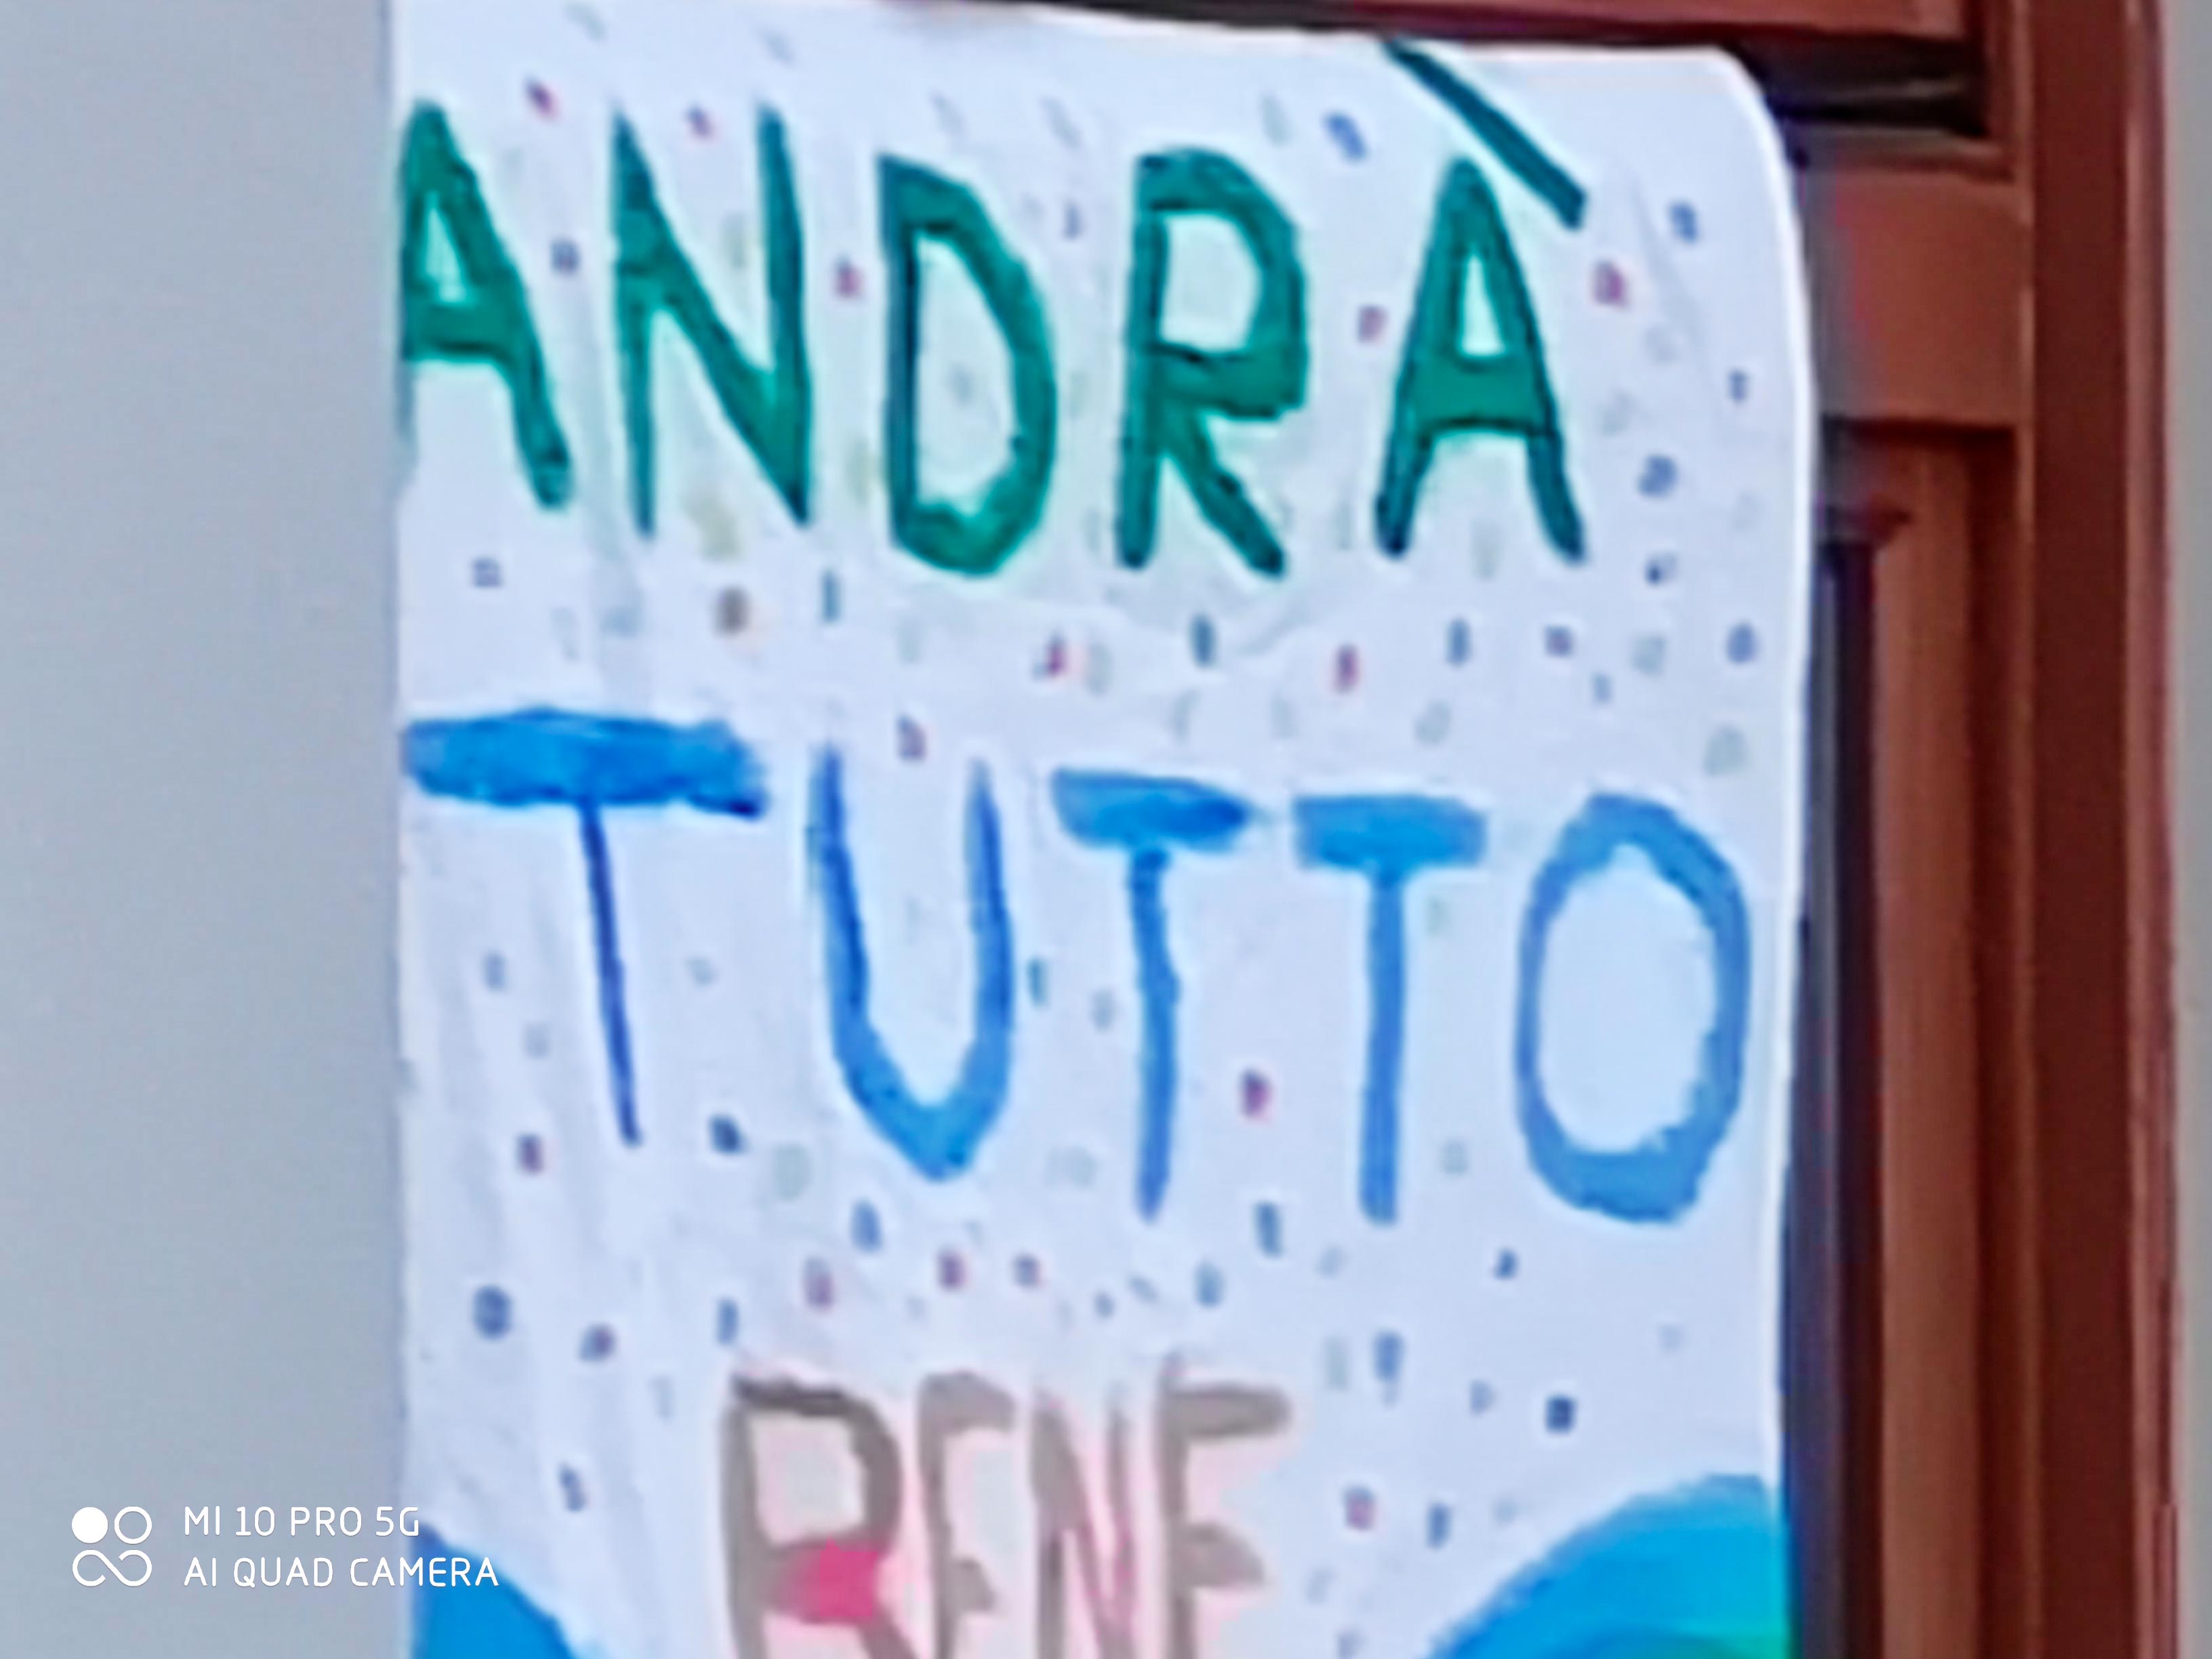 ANDRÀ
TUTTO
BENE
MI 10 PRO 5G
AI QUAD CAMERA